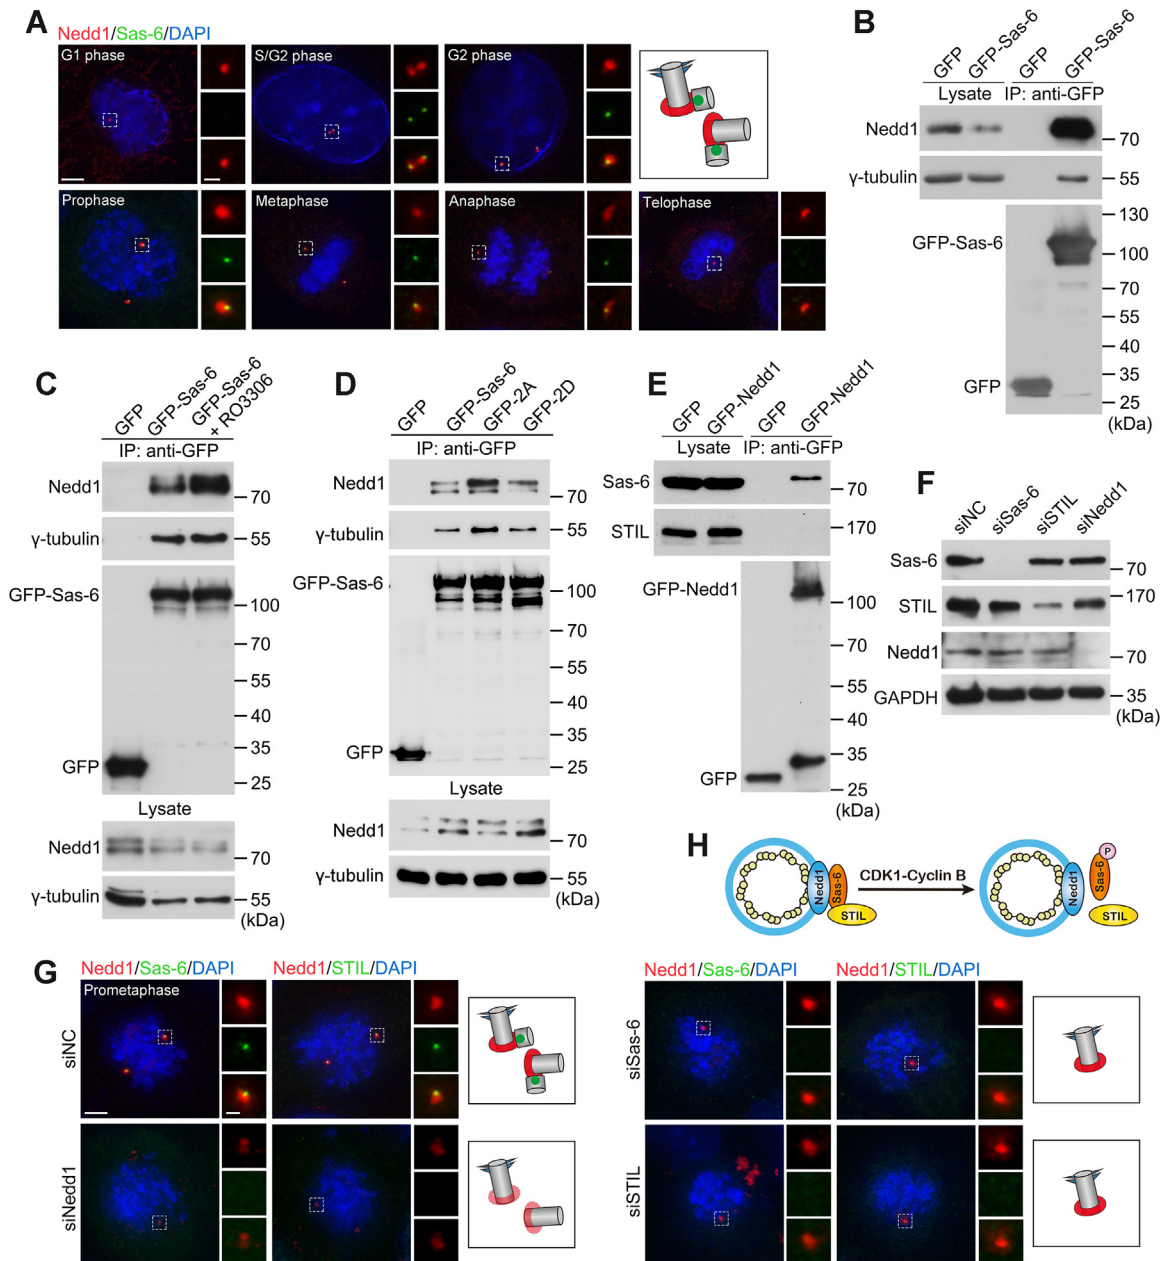 A
Nedd1/Sas-6/DAPI
G1 phase
S/G2 phase
G2 phase
Prophase
Metaphase
Anaphase
Telophase
B
GFP
GFP-Sas-6
GFP
GFP-Sas-6
Lysate
IP: anti-GFP
Nedd1
70
γ-tubulin
55
GFP-Sas-6
130
100
70
55
40
35
25
GFP
(kDa)
C
GFP
GFP-Sas-6
GFP-Sas-6
+ RO3306
IP: anti-GFP
Nedd1
70
γ-tubulin
55
GFP-Sas-6
100
70
55
40
35
25
GFP
Lysate
Nedd1
70
γ-tubulin
55
(kDa)
D
GFP
GFP-Sas-6
GFP-2A
GFP-2D
IP: anti-GFP
Nedd1
70
γ-tubulin
55
GFP-Sas-6
100
70
55
40
35
25
GFP
Lysate
Nedd1
70
γ-tubulin
55
(kDa)
E
GFP
GFP-Nedd1
GFP
GFP-Nedd1
Lysate
IP: anti-GFP
Sas-6
70
STIL
170
GFP-Nedd1
100
70
55
40
35
25
GFP
(kDa)
F
siNC
siSas-6
siSTIL
siNedd1
Sas-6
70
STIL
170
Nedd1
70
GAPDH
35
(kDa)
H
Nedd1
Sas-6
STIL
CDK1-Cyclin B
Nedd1
Sas-6
P
STIL
G
Nedd1/Sas-6/DAPI
Nedd1/STIL/DAPI
Nedd1/Sas-6/DAPI
Nedd1/STIL/DAPI
Prometaphase
siNC
siNedd1
siSas-6
siSTIL